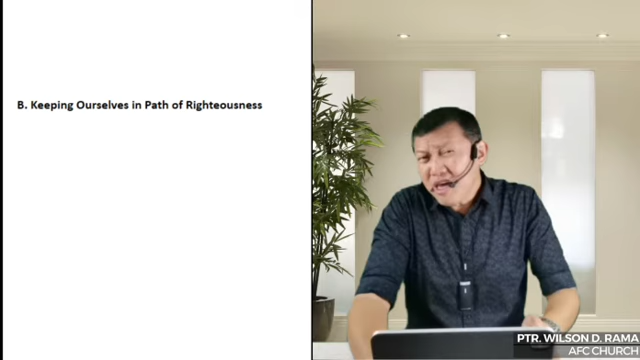 B. Keeping Ourselves in Path of Righteousness
PTR. WILSON D. RAMA
AFC CHURCH